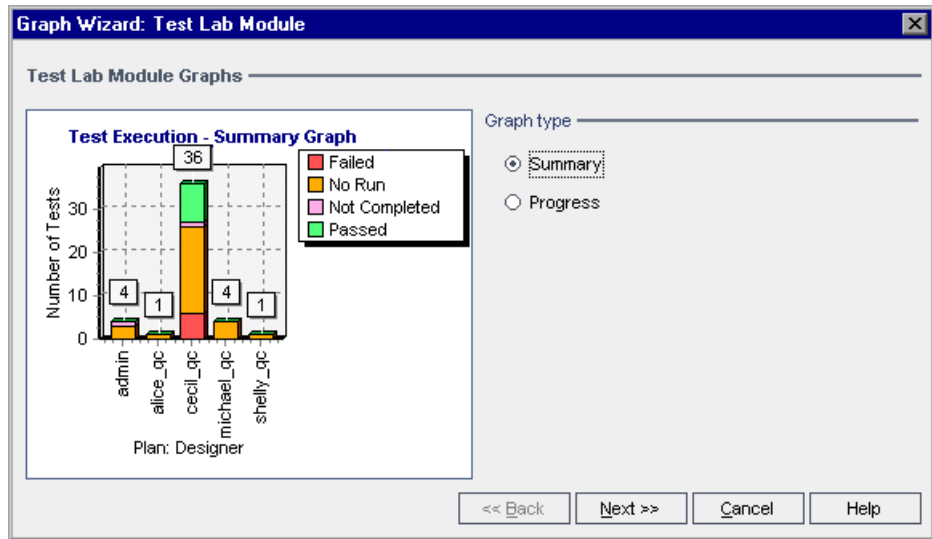 Graph Wizard: Test Lab Module
Test Lab Module Graphs
Test Execution - Summary Graph
36
Failed
No Run
Not Completed
Passed
Number of Tests
30
20
10
0
4
1
4
1
admin
alice_qc
cecil_qc
michael_qc
shelly_qc
Plan: Designer
Graph type
Summary
Progress
<< Back
Next >>
Cancel
Help